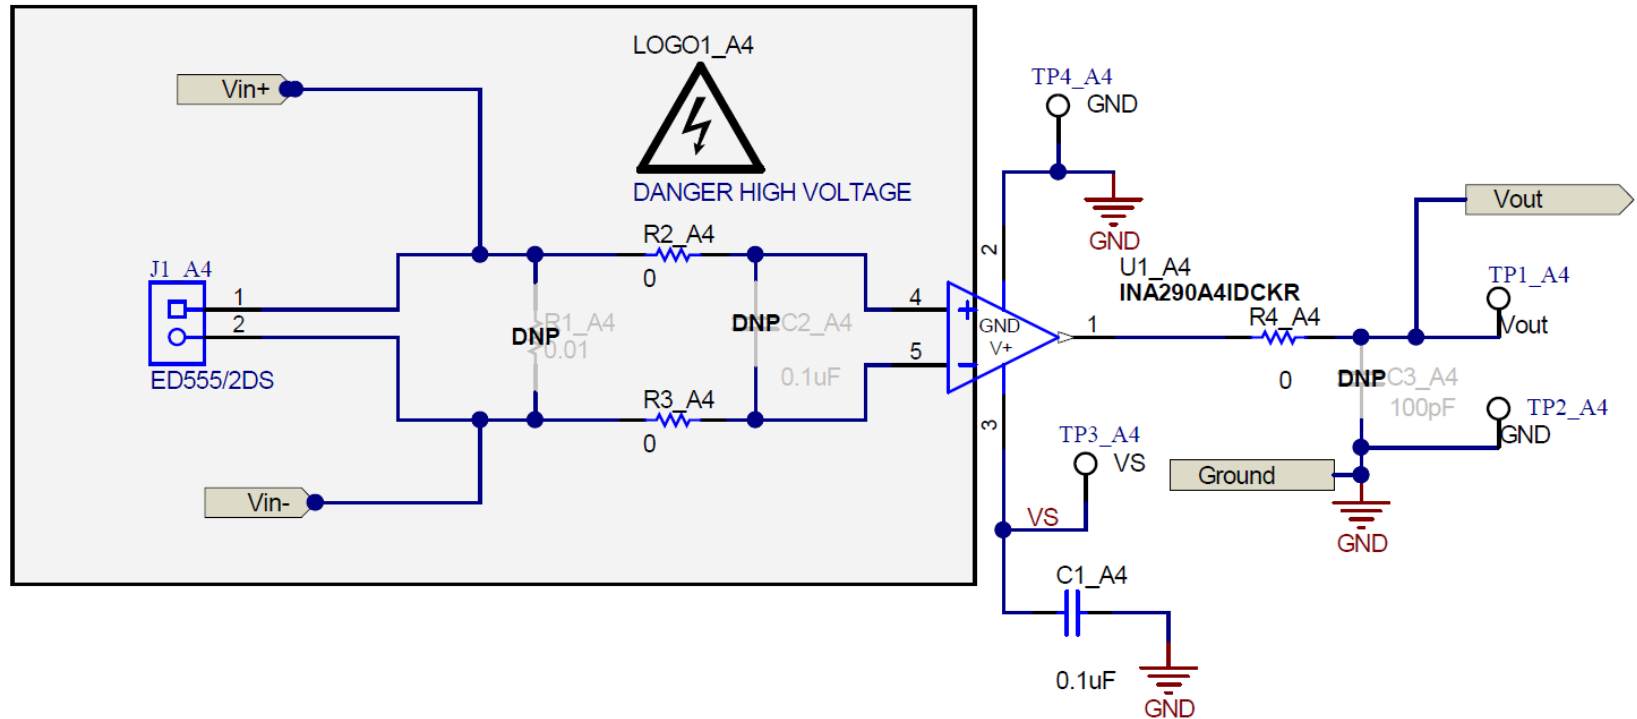 LOGO1_A4
DANGER HIGH VOLTAGE
Vin+
J1_A4
1
2
ED555/2DS
Vin-
DNP
R1_A4
0.01
R2_A4
0
R3_A4
0
DNP
C2_A4
0.1uF
4
5
2
3
GND
V+
1
TP4_A4
GND
GND
U1_A4
INA290A4IDCKR
R4_A4
0
Vout
TP1_A4
Vout
DNP
C3_A4
100pF
TP2_A4
GND
Ground
GND
TP3_A4
VS
VS
C1_A4
0.1uF
GND